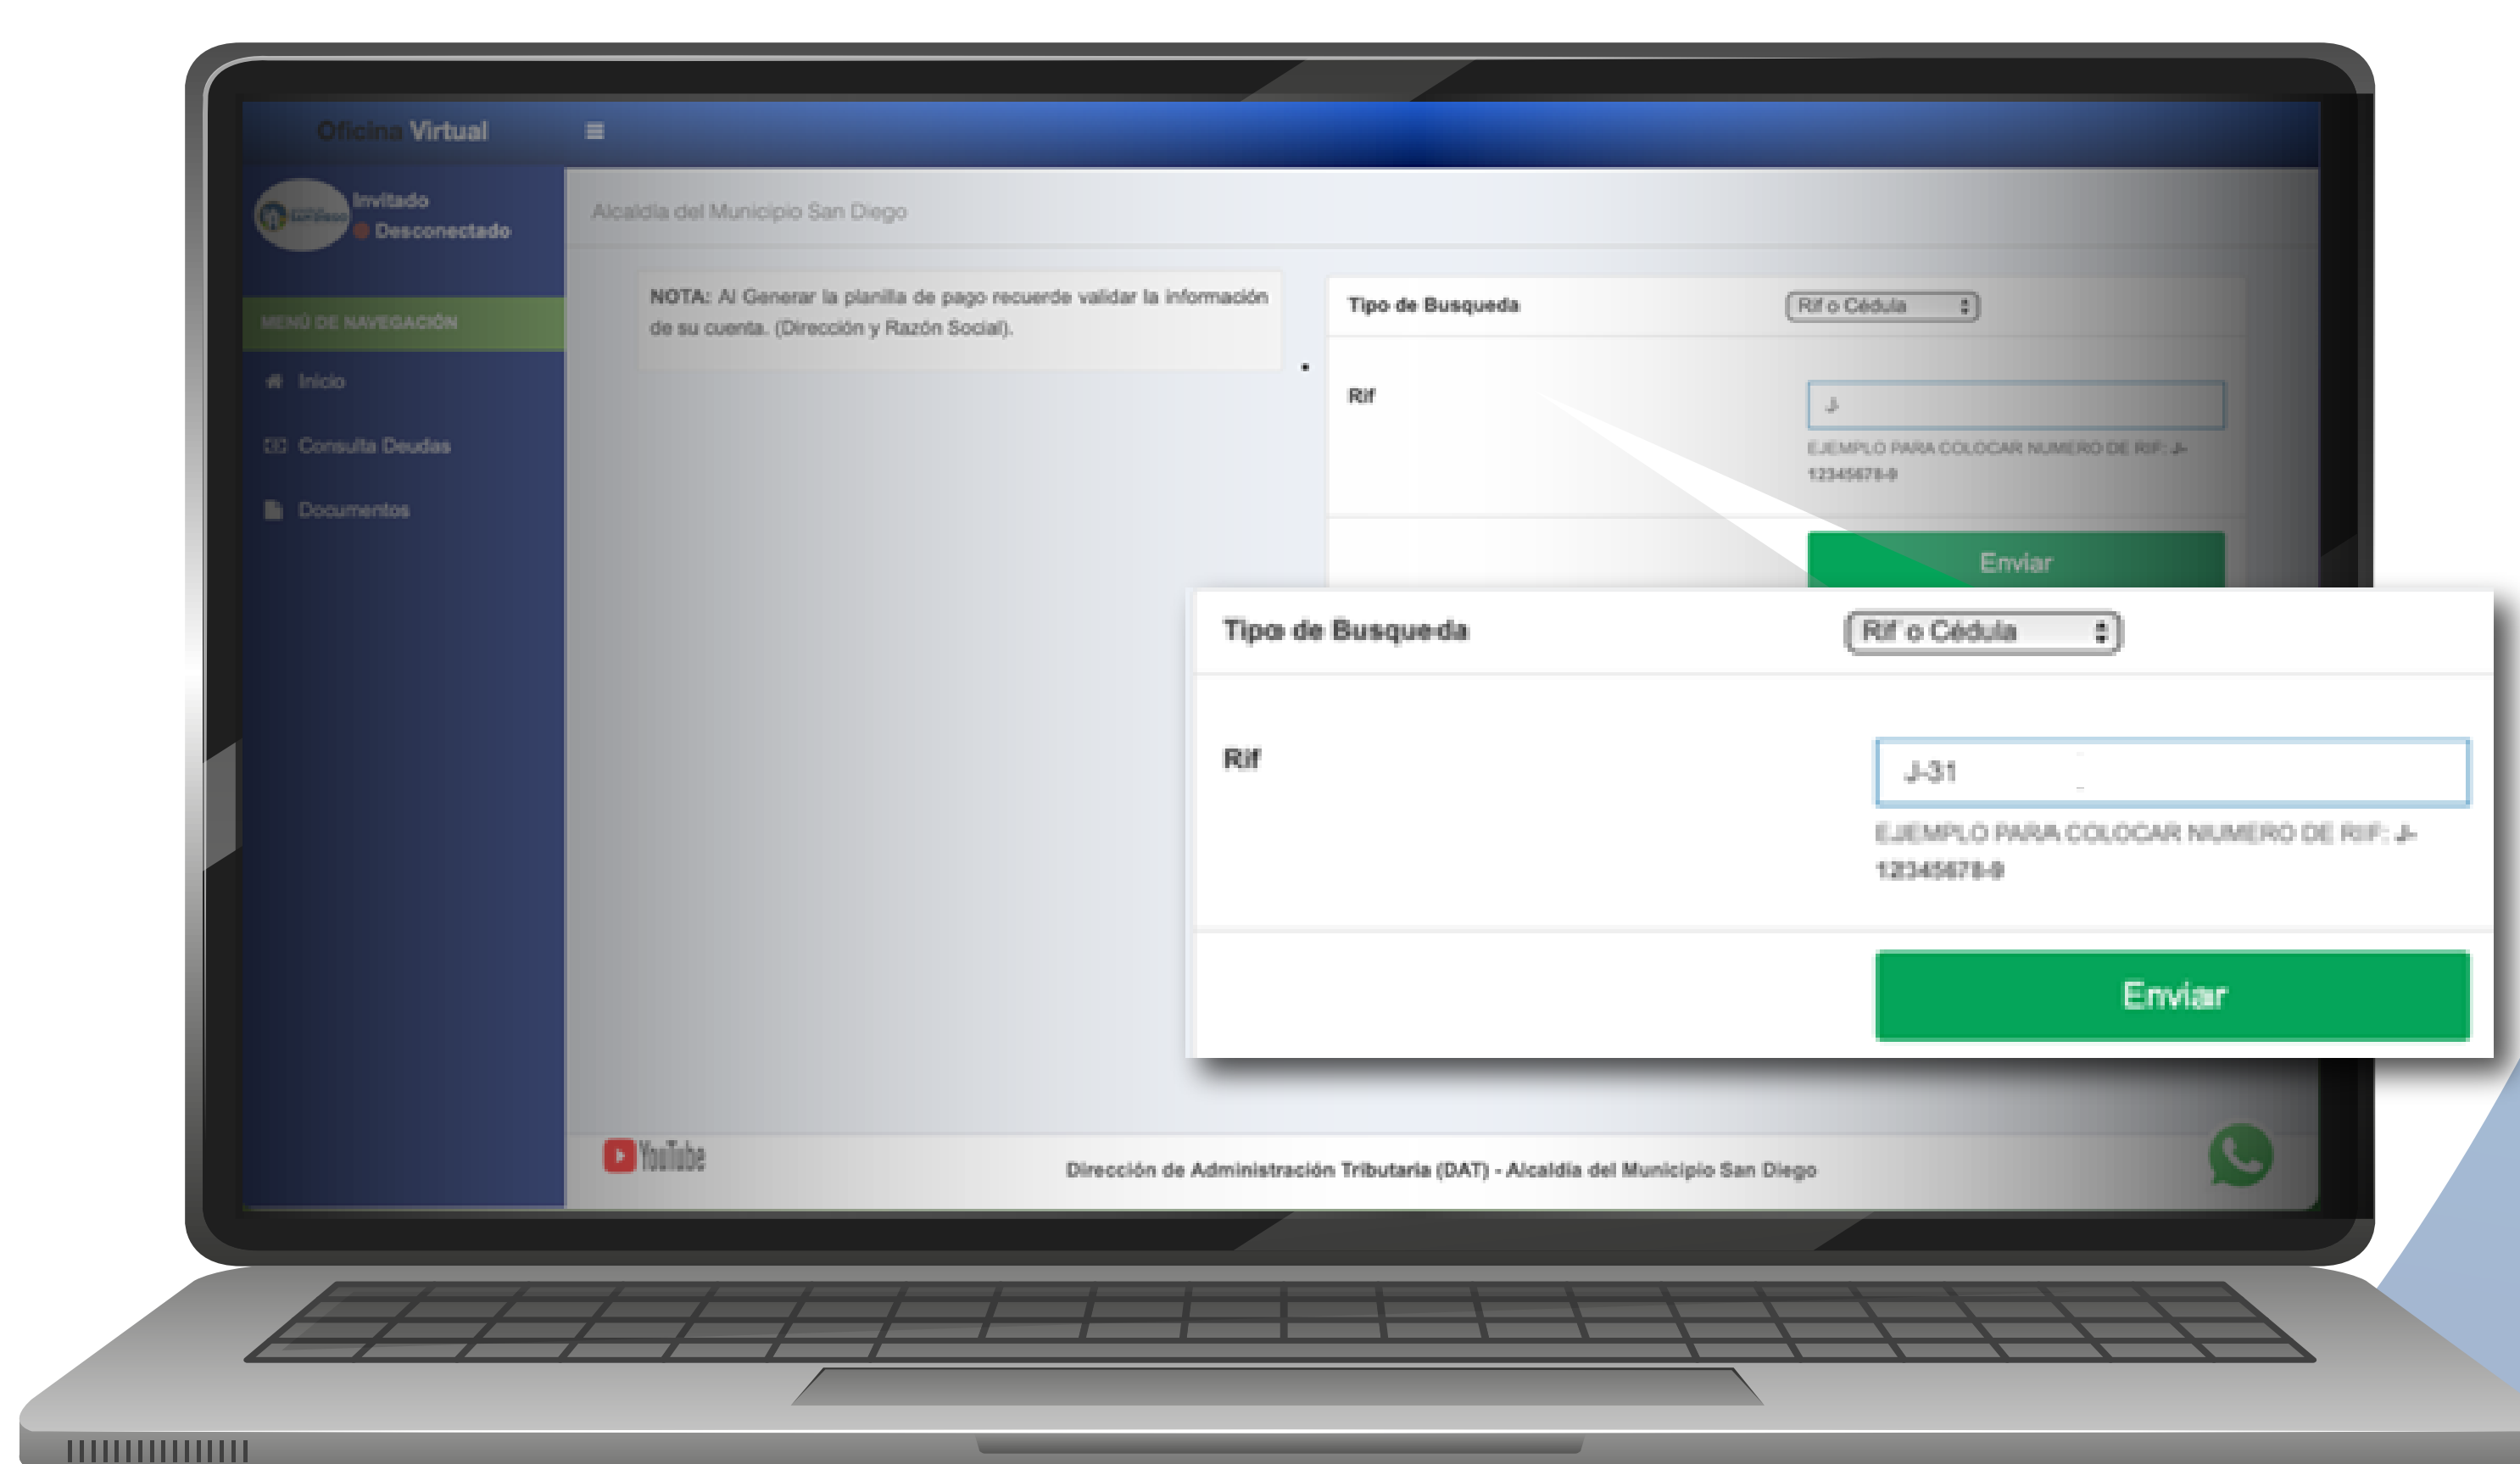 Oficina Virtual
Invitado
Desconectado
Alcaldía del Municipio San Diego
MENÚ DE NAVEGACIÓN
Inicio
Consulta Deudas
Documentos
NOTA: Al Generar la planilla de pago recuerde validar la información
de su cuenta. (Dirección y Razón Social).
Tipo de Busqueda
Rif o Cédula
Rif
J-
EJEMPLO PARA COLOCAR NUMERO DE RIF: J-
12345678-9
Enviar
Tipo de Busqueda
Rif o Cédula
Rif
J-31
EJEMPLO PARA COLOCAR NUMERO DE RIF: J-
12345678-9
Enviar
YouTube
Dirección de Administración Tributaria (DAT) - Alcaldía del Municipio San Diego